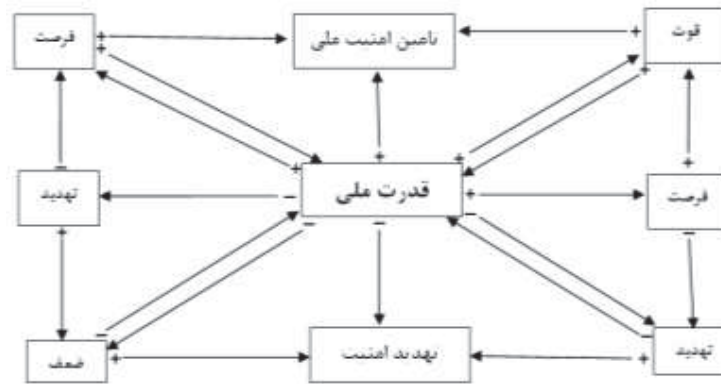 فرصت
تامین امنیت ملی
قوت
قدرت ملی
تهدید
فرصت
ضعف
تهدید امنیت
تهدید